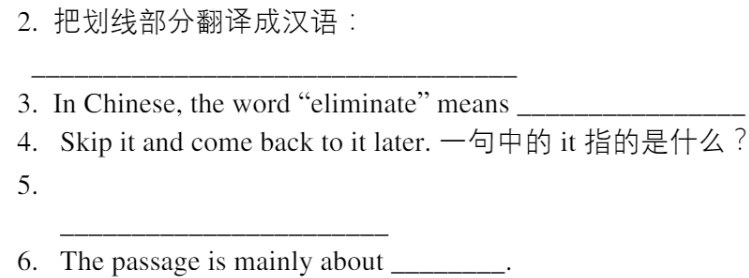 2. 把划线部分翻译成汉语：
___________________________________
3. In Chinese, the word “eliminate” means ________________
4. Skip it and come back to it later. 一句中的 it 指的是什么？
5.
_______________________
6. The passage is mainly about ________.